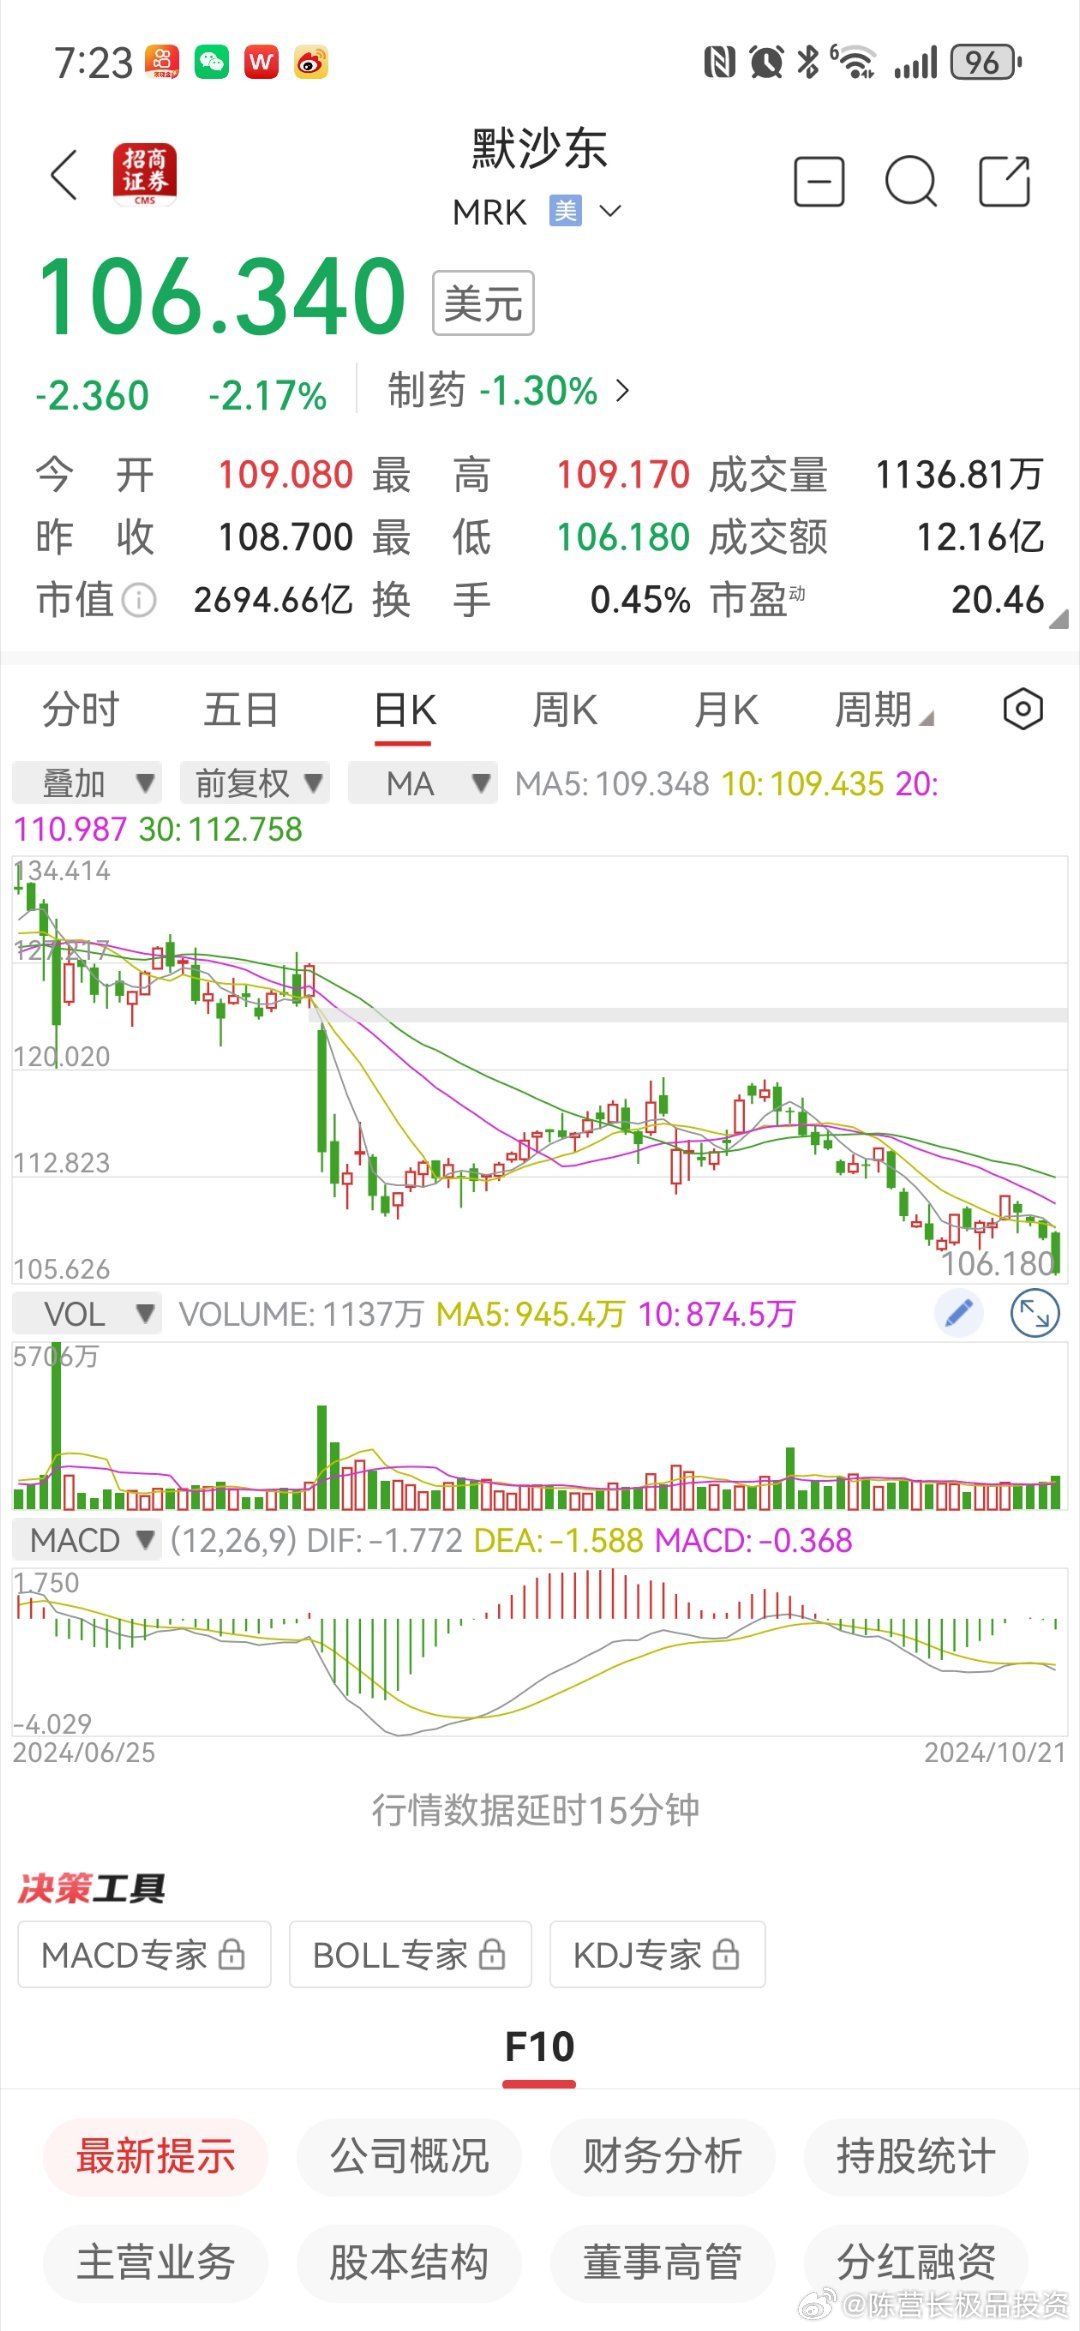 7:23 6 96
招商
证券
CMS
默沙东
MRK 美
106.340 美元
-2.360 -2.17% 制药 -1.30%
今开 109.080 最高 109.170 成交量 1136.81万
昨收 108.700 最低 106.180 成交额 12.16亿
市值 2694.66亿 换手 0.45% 市盈动 20.46
分时 五日 日K 周K 月K 周期
叠加 前复权 MA MA5:109.348 10:109.435 20:
110.987 30:112.758
134.414
127.217
120.020
112.823
105.626
106.180
VOL VOLUME:1137万 MA5:945.4万 10:874.5万
5706万
MACD (12,26,9) DIF:-1.772 DEA:-1.588 MACD:-0.368
1.750
-4.029
2024/06/25 2024/10/21
行情数据延时15分钟
决策工具
MACD专家 BOLL专家 KDJ专家
F10
最新提示 公司概况 财务分析 持股统计
主营业务 股本结构 董事高管 分红融资
@陈营长极品投资